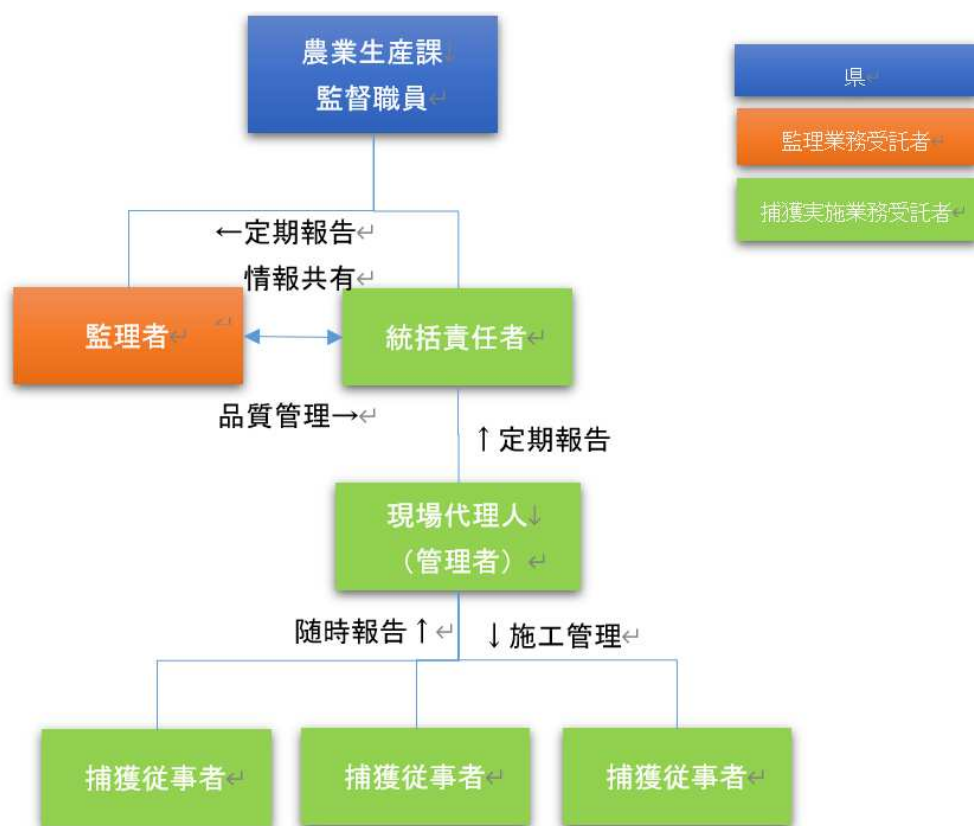 農業生産課↓
監督職員↵
県↵
監理業務受託者↵
捕獲実施業務受託者↵
←定期報告↵
情報共有↵
監理者↵
↵
統括責任者↵
品質管理→↵
↑定期報告
現場代理人↓
（管理者）↵
随時報告↑↵
↓施工管理↵
捕獲従事者↵
捕獲従事者↵
捕獲従事者↵